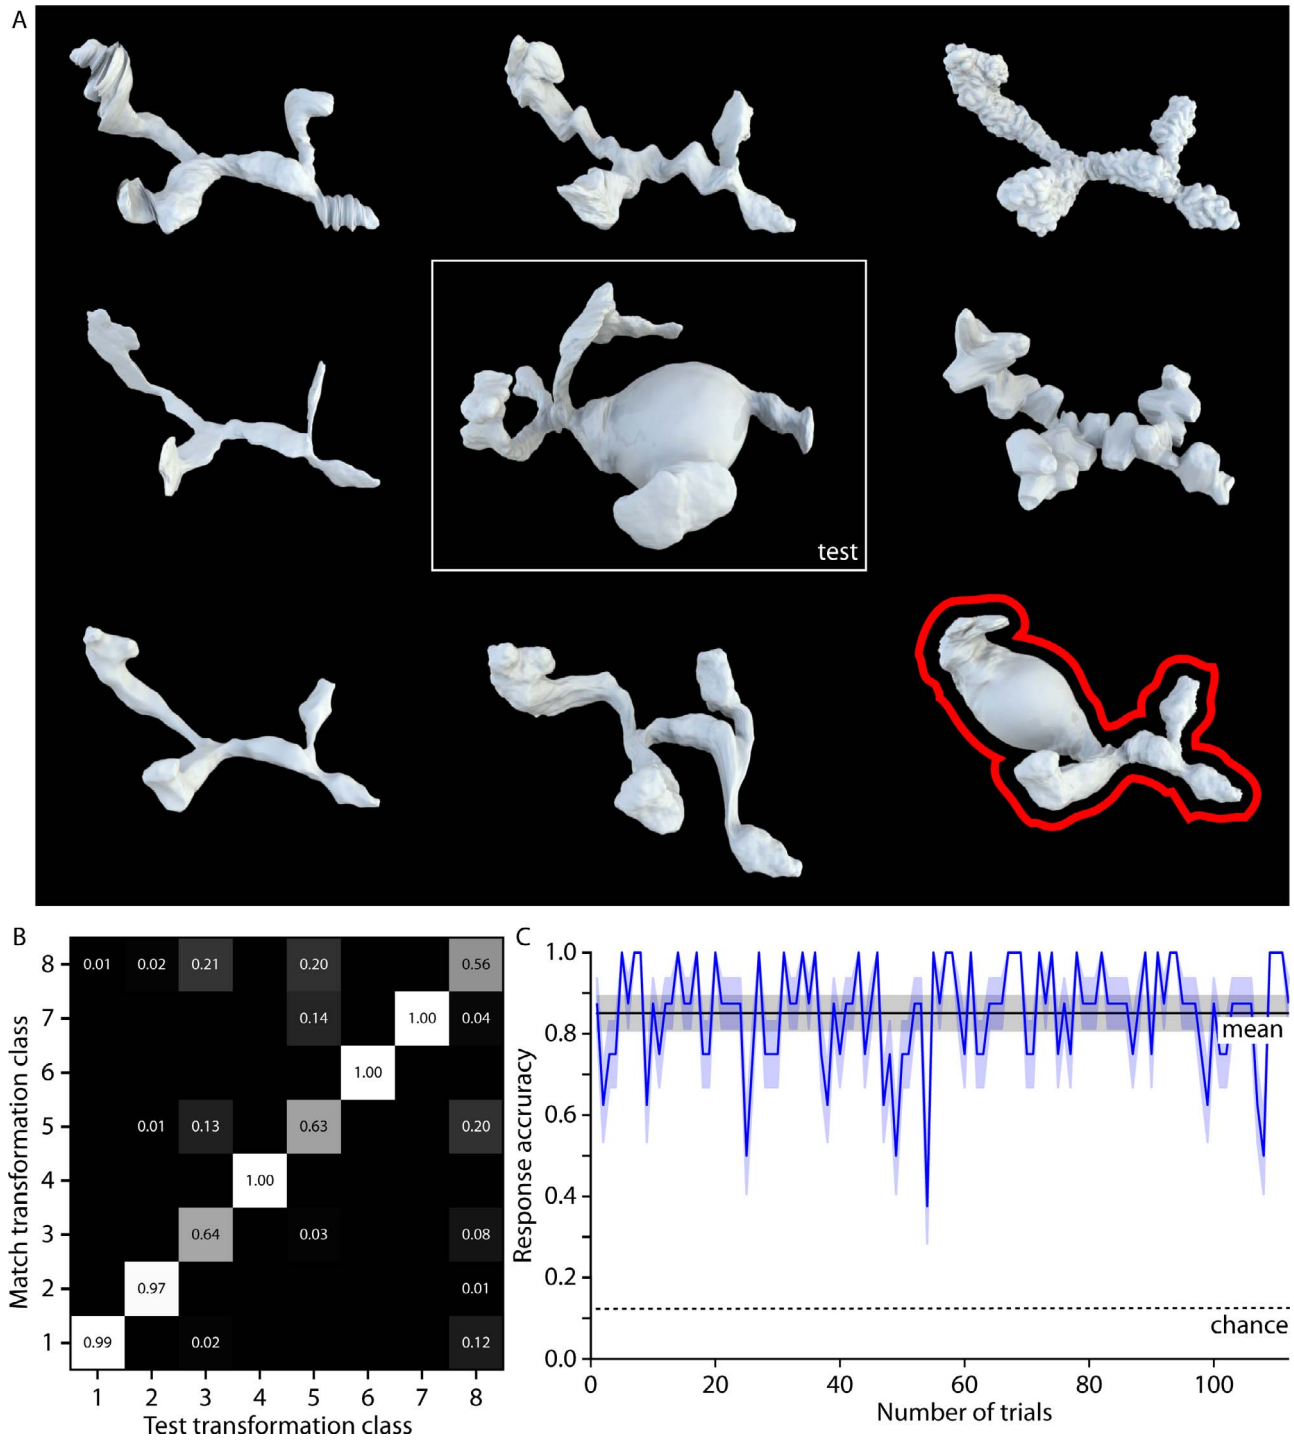 A
test
B
8
0.01 0.02 0.21 0.20 0.56
7
0.14 1.00 0.04
6
1.00
5
0.01 0.13 0.63 0.20
4
1.00
3
0.64 0.03 0.08
2
0.97 0.01
1
0.99 0.02 0.12
1 2 3 4 5 6 7 8
Test transformation class
Match transformation class
C
1.0
0.8
0.6
0.4
0.2
0.0
mean
chance
0 20 40 60 80 100
Number of trials
Response accruracy